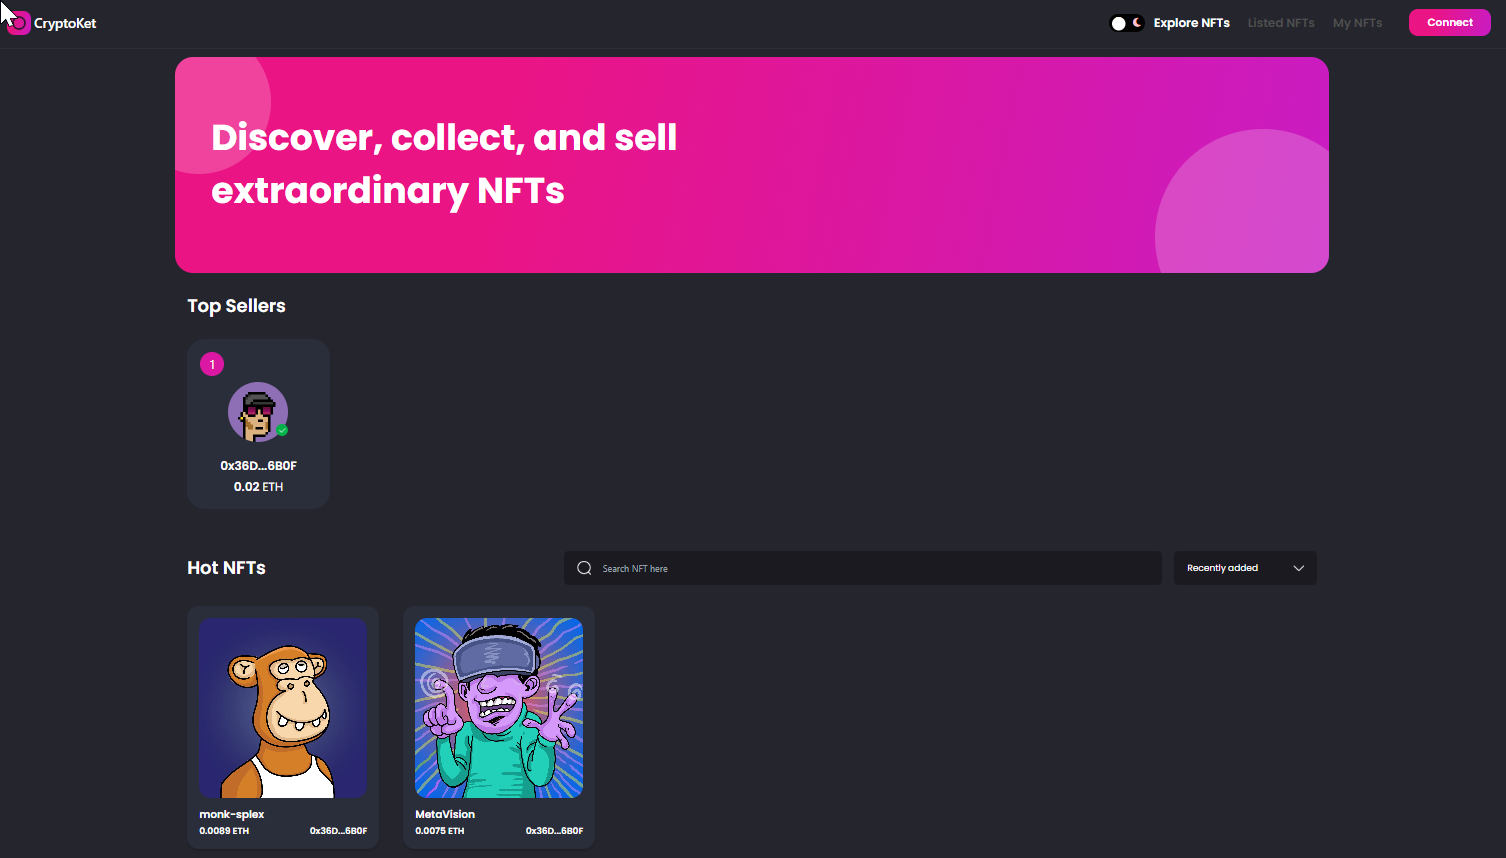 CryptoKet
Explore NFTs
Listed NFTs
My NFTs
Connect
Discover, collect, and sell
extraordinary NFTs
Top Sellers
1
0x36D...6B0F
0.02 ETH
Hot NFTs
Search NFT here
Recently added
monk-splex
0.0089 ETH
0x36D...6B0F
MetaVision
0.0075 ETH
0x36D...6B0F